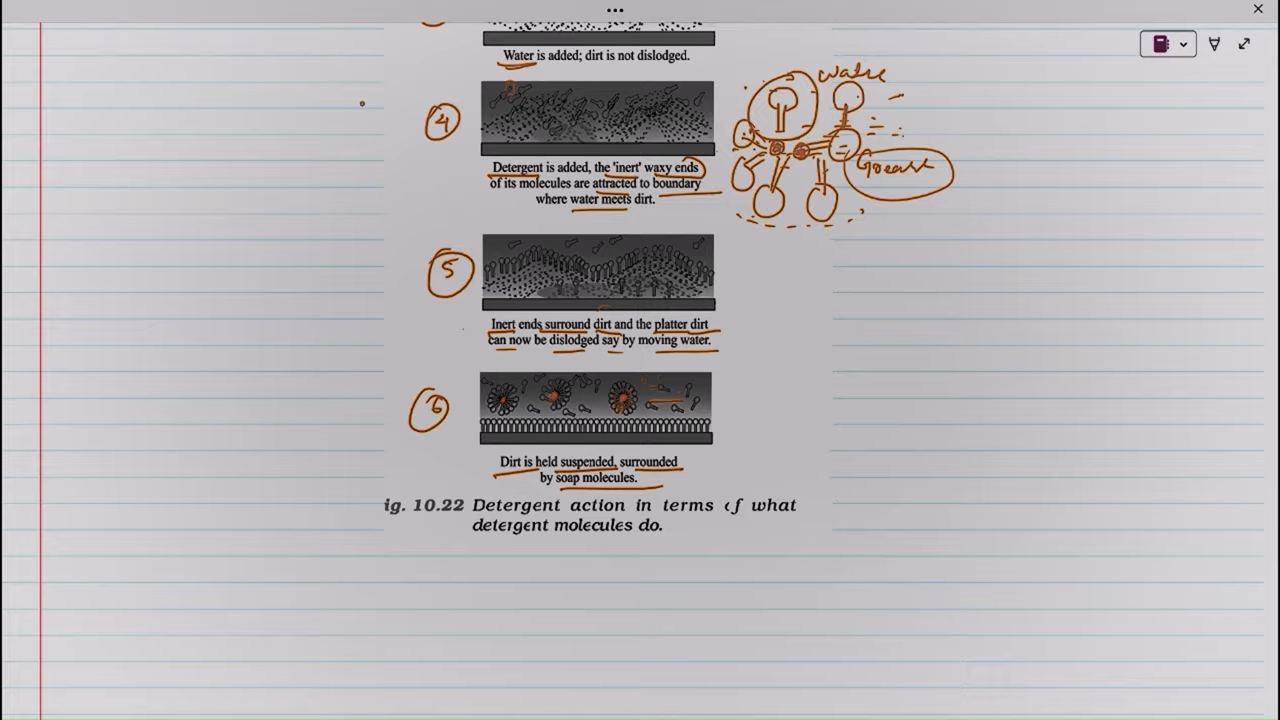 Water is added; dirt is not dislodged.
4
Detergent is added, the 'inert' waxy ends
of its molecules are attracted to boundary
where water meets dirt.
water
Grease
5
Inert ends surround dirt and the platter dirt
can now be dislodged say by moving water.
6
Dirt is held suspended, surrounded
by soap molecules.
ig. 10.22 Detergent action in terms of what
detergent molecules do.